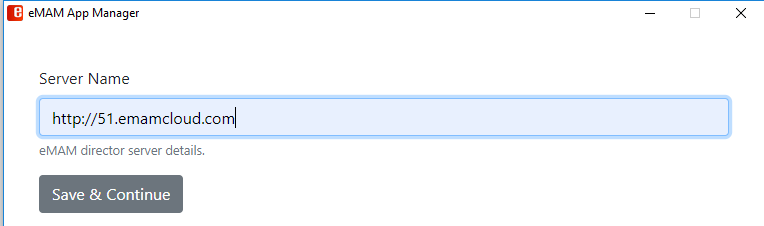 eMAM App Manager
Server Name
http://51.emamcloud.com
eMAM director server details.
Save & Continue